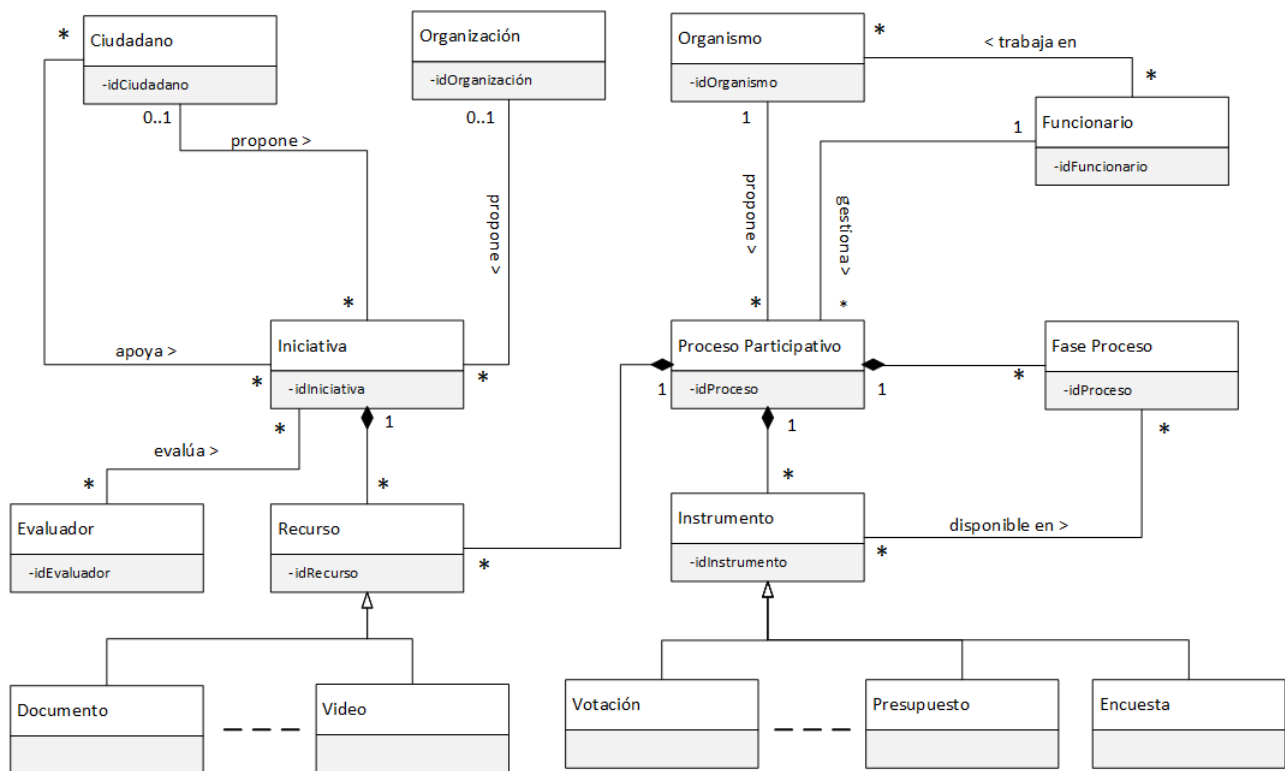 *
Ciudadano
-idCiudadano
0..1
propone >
Organización
-idOrganización
0..1
propone >
Organismo
-idOrganismo
1
propone >
*
< trabaja en
*
Funcionario
-idFuncionario
1
gestiona >
*
*
*
apoya >
*
Iniciativa
-idIniciativa
*
1
*
evalúa >
*
Proceso Participativo
-idProceso
1
1
1
*
Fase Proceso
-idProceso
*
*
Evaluador
-idEvaluador
*
Recurso
-idRecurso
*
*
Instrumento
-idInstrumento
*
disponible en >
Documento
Video
Votación
Presupuesto
Encuesta